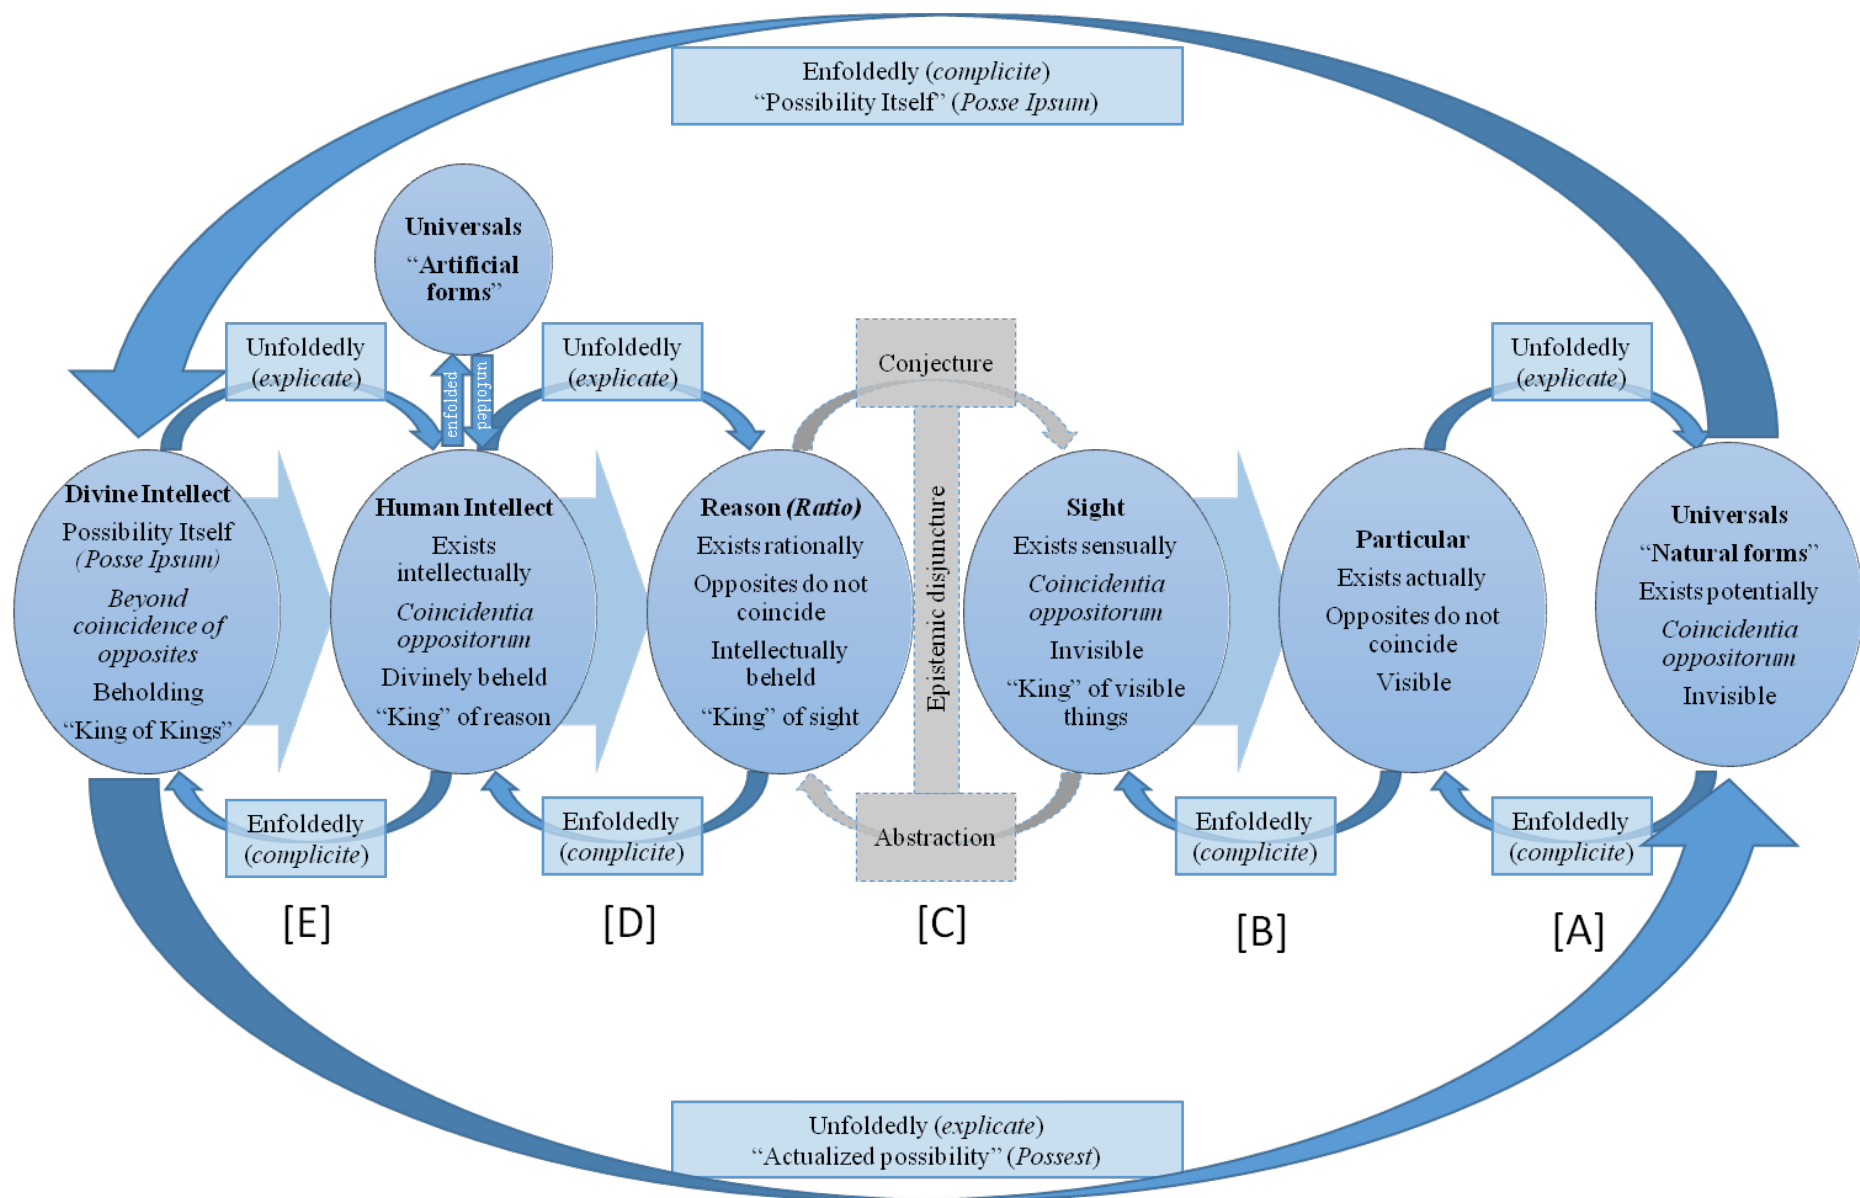 Enfoldedly (complicite)
“Possibility Itself” (Posse Ipsum)
Universals
“Artificial
forms”
Unfoldedly
(explicate)
enfolded
unfolded
Unfoldedly
(explicate)
Conjecture
Unfoldedly
(explicate)
Divine Intellect
Possibility Itself
(Posse Ipsum)
Beyond
coincidence of
opposites
Beholding
“King of Kings”
Human Intellect
Exists
intellectually
Coincidentia
oppositorum
Divinely beheld
“King” of reason
Reason (Ratio)
Exists rationally
Opposites do not
coincide
Intellectually
beheld
“King” of sight
Epistemic disjuncture
Sight
Exists sensually
Coincidentia
oppositorum
Invisible
“King” of visible
things
Particular
Exists actually
Opposites do not
coincide
Visible
Universals
“Natural forms”
Exists potentially
Coincidentia
oppositorum
Invisible
Enfoldedly
(complicite)
Enfoldedly
(complicite)
Abstraction
Enfoldedly
(complicite)
Enfoldedly
(complicite)
[E]
[D]
[C]
[B]
[A]
Unfoldedly (explicate)
“Actualized possibility” (Possest)